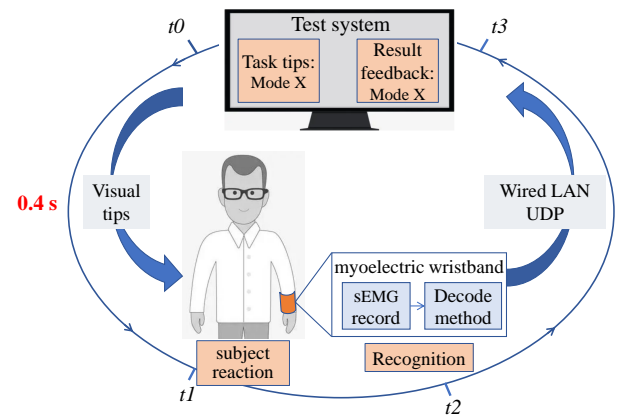 t0
t3
Test system
Task tips:
Mode X
Result
feedback:
Mode X
0.4 s
Visual
tips
Wired LAN
UDP
myoelectric wristband
sEMG
record
Decode
method
subject
reaction
Recognition
t1
t2